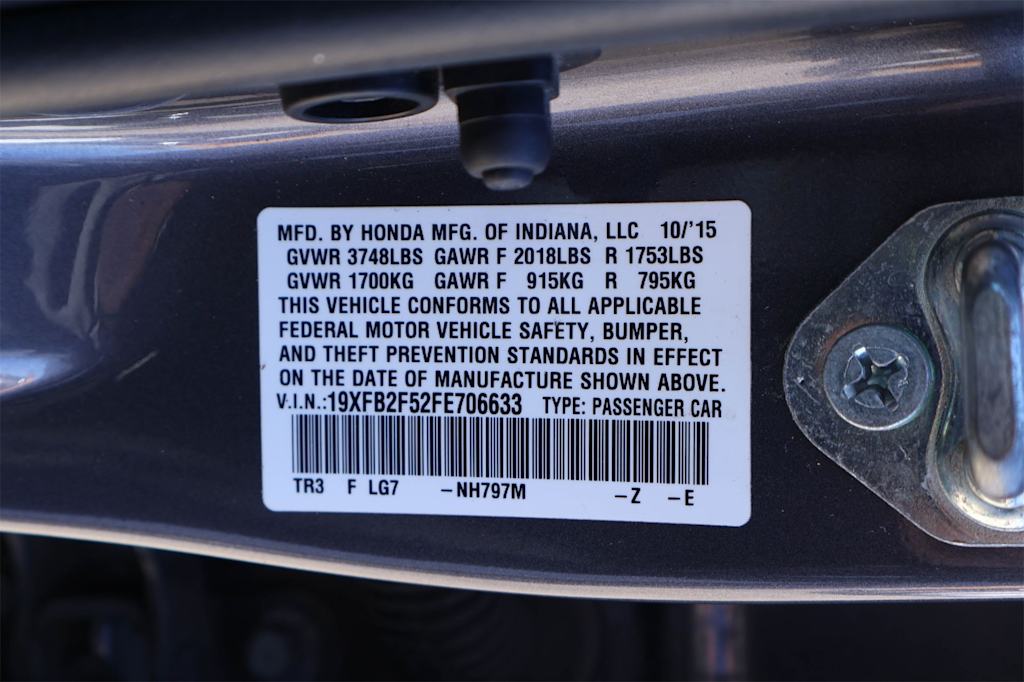 MFD. BY HONDA MFG. OF INDIANA, LLC 10/'15
GVWR 3748LBS GAWR F 2018LBS R 1753LBS
GVWR 1700KG GAWR F 915KG R 795KG
THIS VEHICLE CONFORMS TO ALL APPLICABLE
FEDERAL MOTOR VEHICLE SAFETY, BUMPER,
AND THEFT PREVENTION STANDARDS IN EFFECT
ON THE DATE OF MANUFACTURE SHOWN ABOVE.
V.I.N.:19XFB2F52FE706633 TYPE: PASSENGER CAR
TR3 F LG7 –NH797M –Z –E